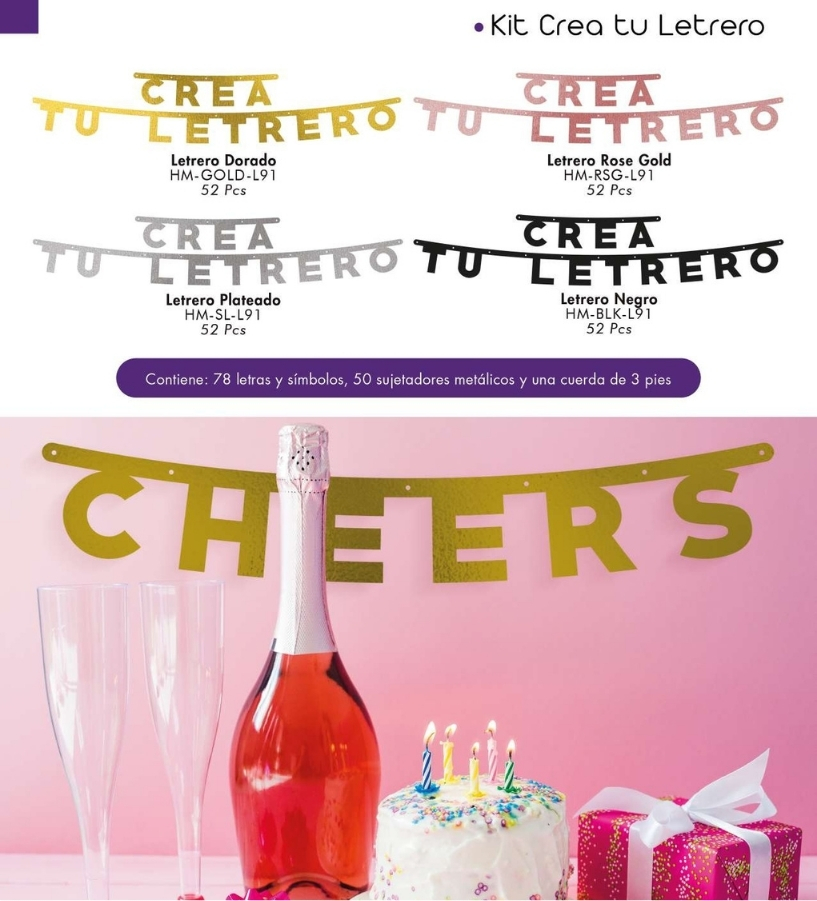 • Kit Crea tu Letrero
CREA
TU LETRERO
Letrero Dorado
HM-GOLD-L91
52 Pcs
CREA
TU LETRERO
Letrero Rose Gold
HM-RSG-L91
52 Pcs
CREA
TU LETRERO
Letrero Plateado
HM-SL-L91
52 Pcs
CREA
TU LETRERO
Letrero Negro
HM-BLK-L91
52 Pcs
Contiene: 78 letras y símbolos, 50 sujetadores metálicos y una cuerda de 3 pies
CHEERS